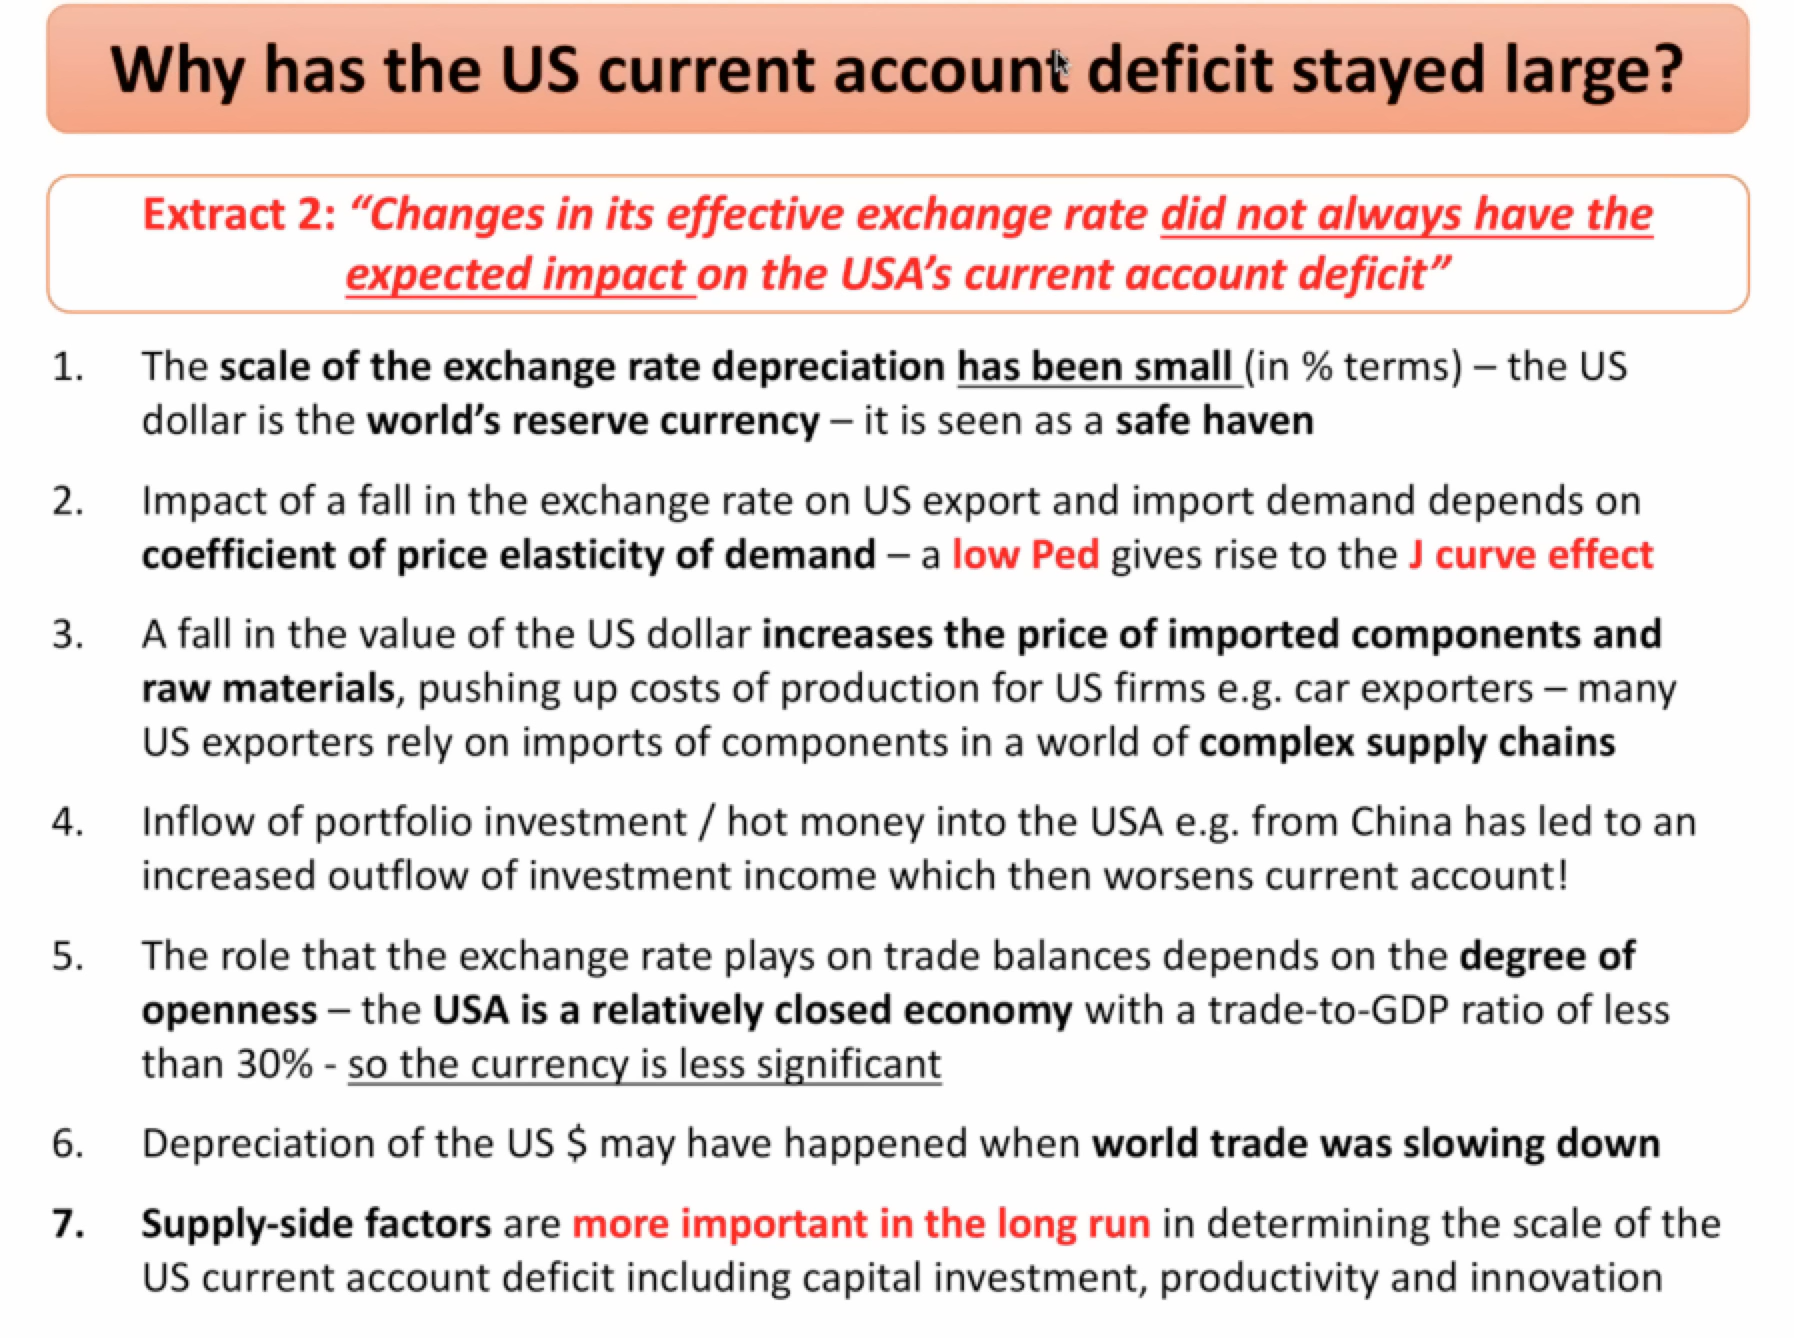 Why has the US current account deficit stayed large?
Extract 2: “Changes in its effective exchange rate did not always have the
expected impact on the USA’s current account deficit”
1. The scale of the exchange rate depreciation has been small (in % terms) – the US
dollar is the world’s reserve currency – it is seen as a safe haven
2. Impact of a fall in the exchange rate on US export and import demand depends on
coefficient of price elasticity of demand – a low Ped gives rise to the J curve effect
3. A fall in the value of the US dollar increases the price of imported components and
raw materials, pushing up costs of production for US firms e.g. car exporters – many
US exporters rely on imports of components in a world of complex supply chains
4. Inflow of portfolio investment / hot money into the USA e.g. from China has led to an
increased outflow of investment income which then worsens current account!
5. The role that the exchange rate plays on trade balances depends on the degree of
openness – the USA is a relatively closed economy with a trade-to-GDP ratio of less
than 30% - so the currency is less significant
6. Depreciation of the US $ may have happened when world trade was slowing down
7. Supply-side factors are more important in the long run in determining the scale of the
US current account deficit including capital investment, productivity and innovation